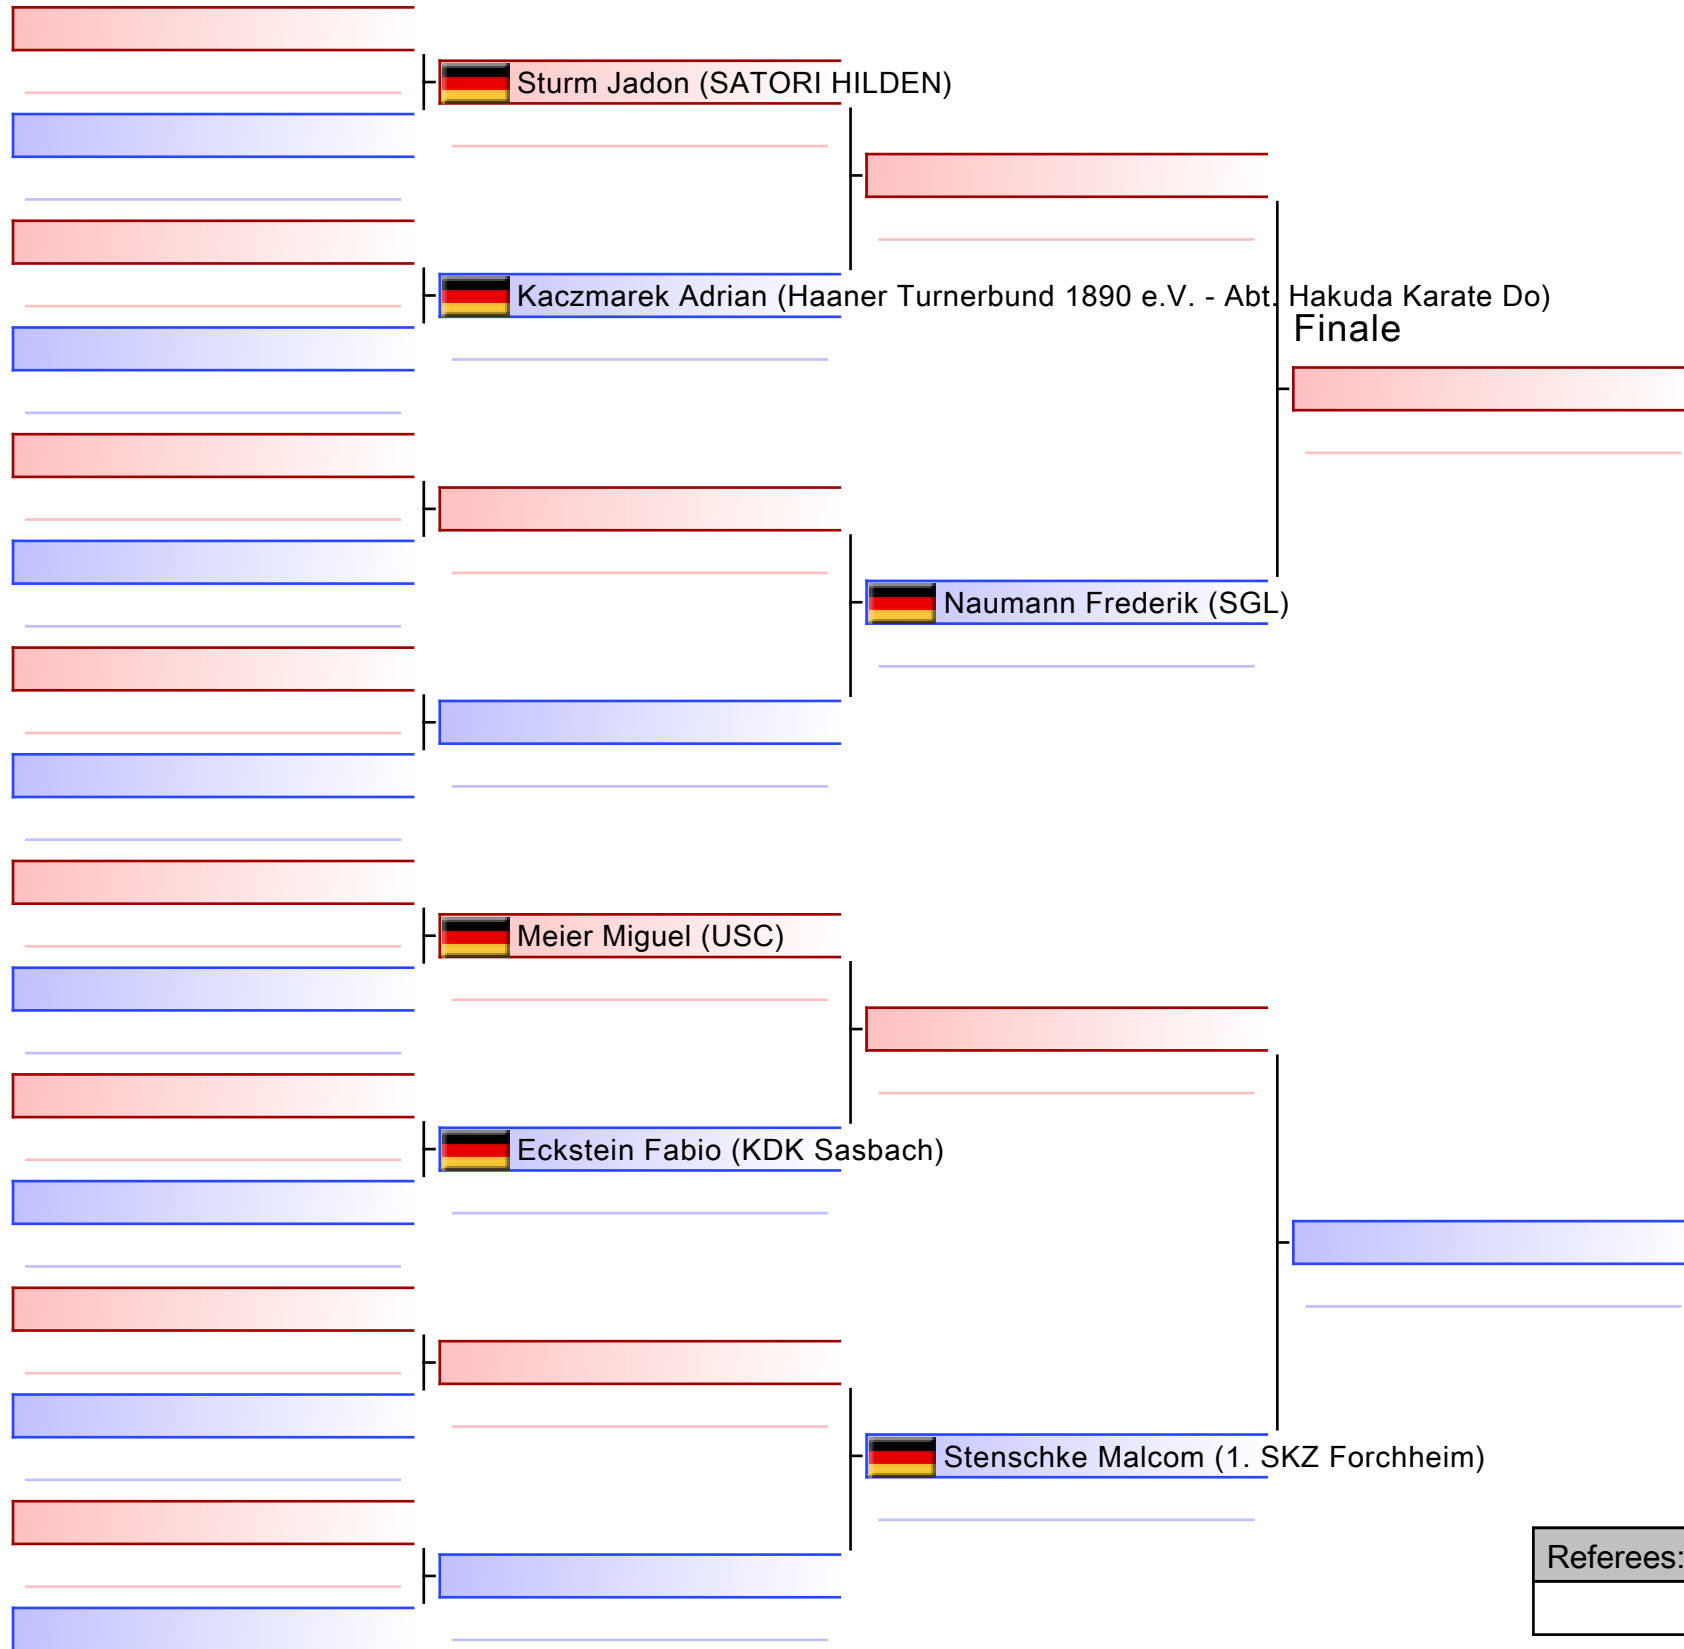 Sturm Jadon (SATORI HILDEN)
Kaczmarek Adrian (Haaner Turnerbund 1890 e.V. - Abt. Hakuda Karate Do)
Finale
Naumann Frederik (SGL)
Meier Miguel (USC)
Eckstein Fabio (KDK Sasbach)
Stenschke Malcom (1. SKZ Forchheim)
Referees: